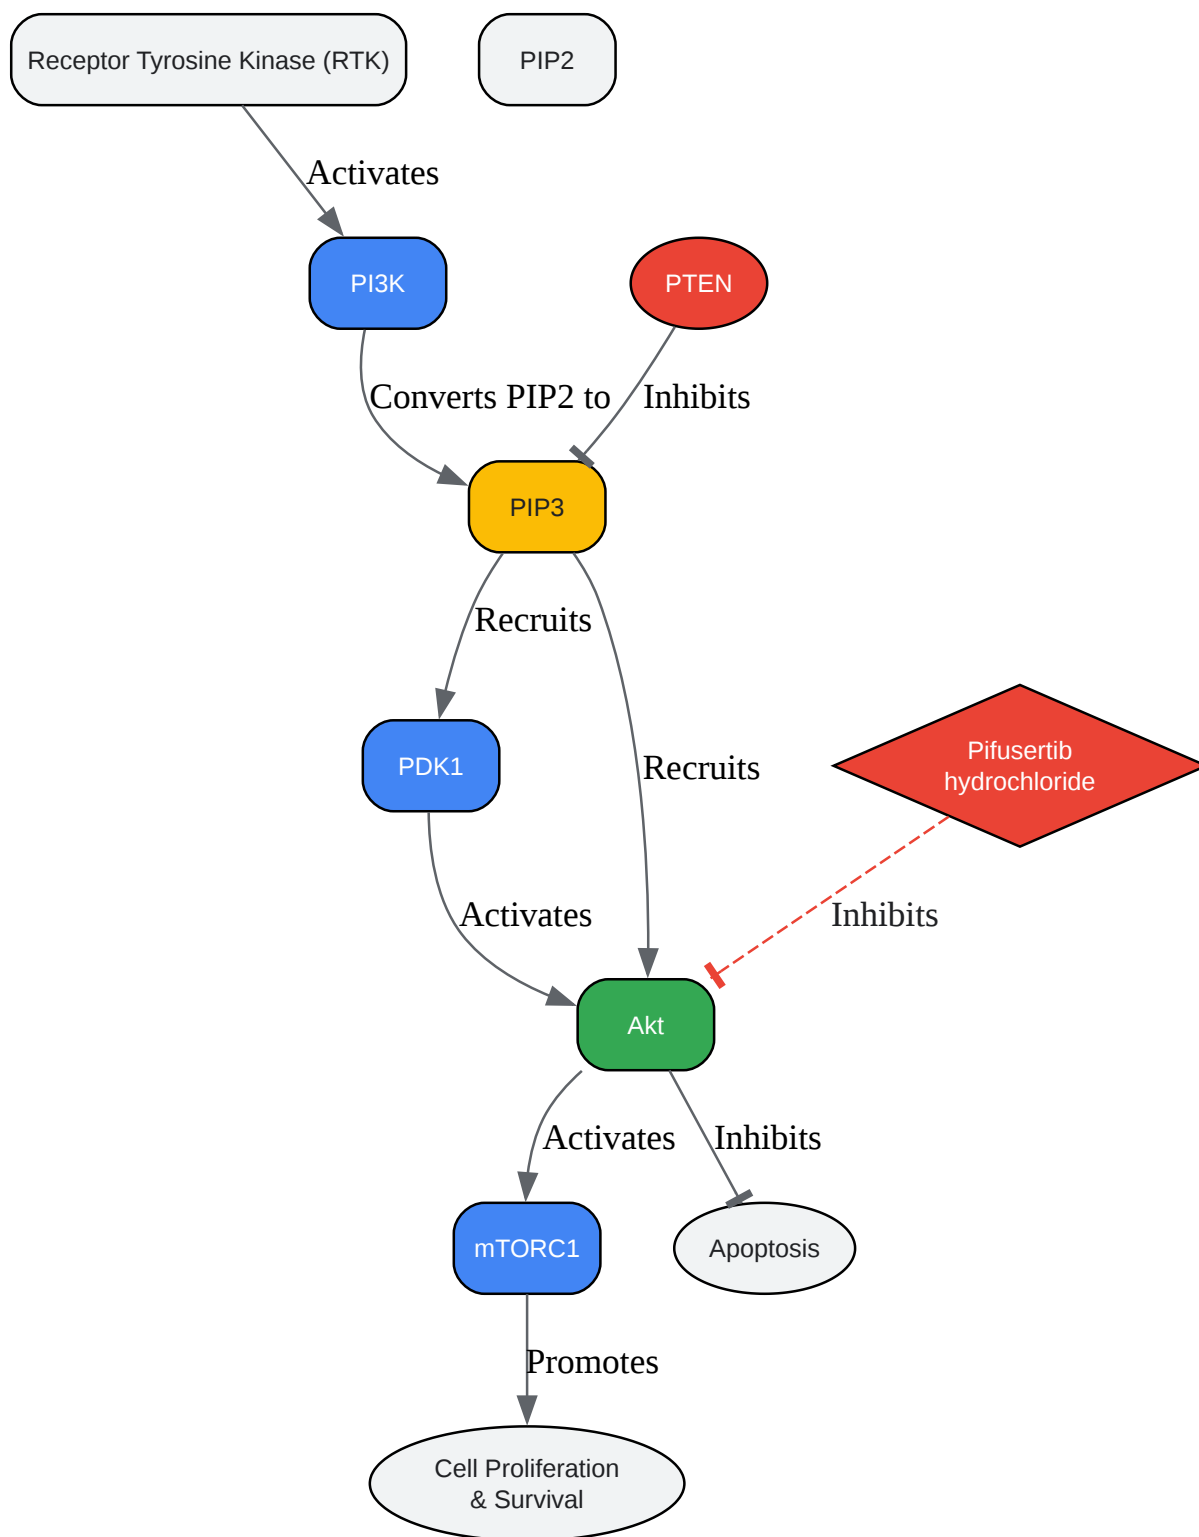 Receptor Tyrosine Kinase (RTK)
PIP2
Activates
PI3K
PTEN
Converts PIP2 to
Inhibits
PIP3
Recruits
PDK1
Recruits
Pifusertib
hydrochloride
Activates
Inhibits
Akt
Activates
Inhibits
mTORC1
Apoptosis
Promotes
Cell Proliferation
& Survival